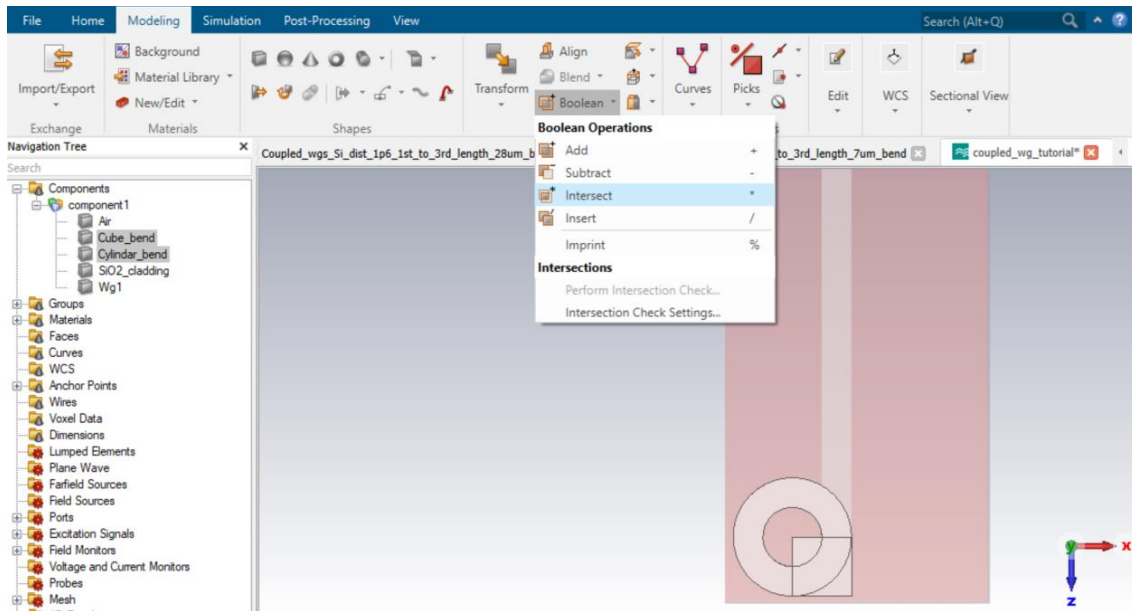 File Home Modeling Simulation Post-Processing View Search (Alt+Q)
Import/Export
Exchange
Background
Material Library
New/Edit
Materials
Shapes
Transform
Align
Blend
Boolean
Curves
Picks
Edit
WCS
Sectional View
Boolean Operations
Add +
Subtract -
Intersect *
Insert /
Imprint %
Intersections
Perform Intersection Check...
Intersection Check Settings...
Navigation Tree
Search
Coupled_wgs_Si_dist_1p6_1st_to_3rd_length_28um_b
to_3rd_length_7um_bend
coupled_wg_tutorial*
Components
component1
Air
Cube_bend
Cylindar_bend
SiO2_cladding
Wg1
Groups
Materials
Faces
Curves
WCS
Anchor Points
Wires
Voxel Data
Dimensions
Lumped Elements
Plane Wave
Farfield Sources
Field Sources
Ports
Excitation Signals
Field Monitors
Voltage and Current Monitors
Probes
Mesh
y
x
z